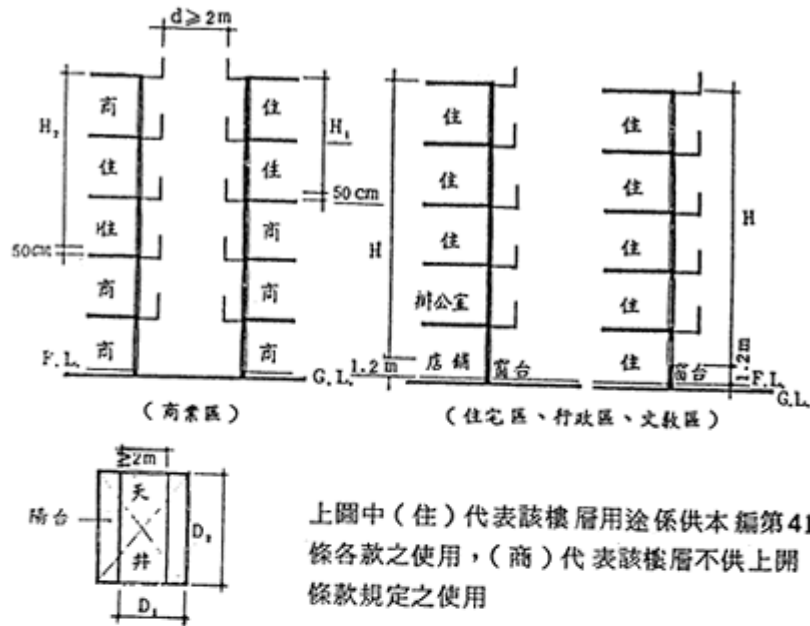 d≥2m
商 住
H₂ H₁
住 住
50cm
住 商
50cm
商 商
商 商
F.L.
G.L.
(商業區)
住 住
住 住
H H
住 住
辦公室 住
1.2m 店鋪 窗台 住 窗台 1.2m
F.L.
G.L.
(住宅區、行政區、文教區)
≥2m
天
陽台
井
D₂
D₁
上圖中(住)代表該樓層用途係供本編第41
條各款之使用,(商)代表該樓層不供上開
條款規定之使用